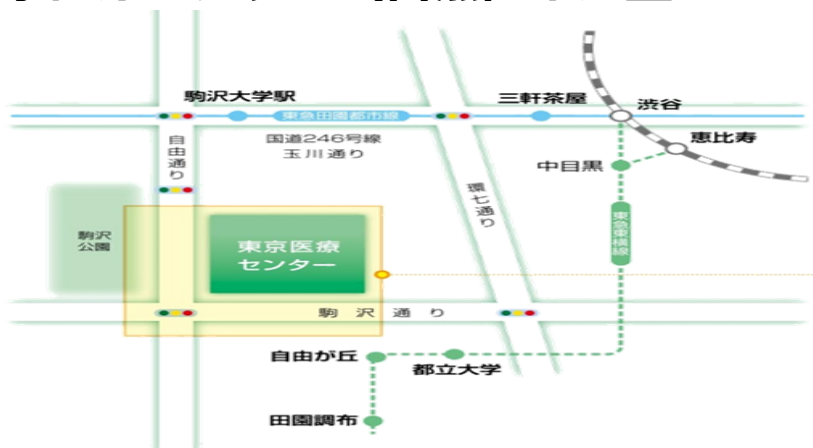 駒沢大学駅
三軒茶屋
渋谷
東急田園都市線
国道246号線
玉川通り
自由通り
恵比寿
中目黒
環七通り
東急東横線
駒沢
公園
東京医療
センター
駒沢通り
自由が丘
都立大学
田園調布